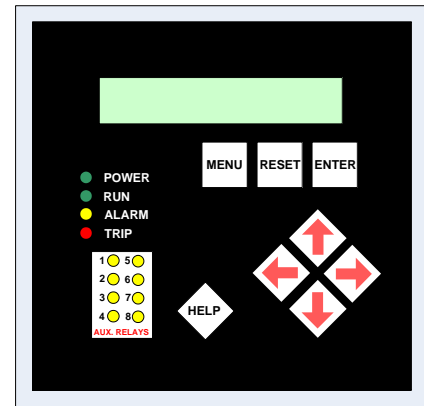 MENU RESET ENTER
POWER
RUN
ALARM
TRIP
1 5
2 6
3 7
4 8
AUX. RELAYS
HELP